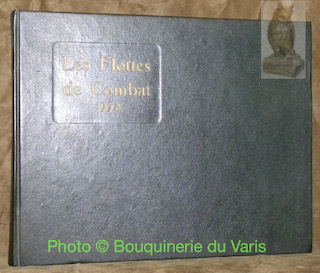 Les Flottes
de Combat
Photo © Bouquinerie du Varis